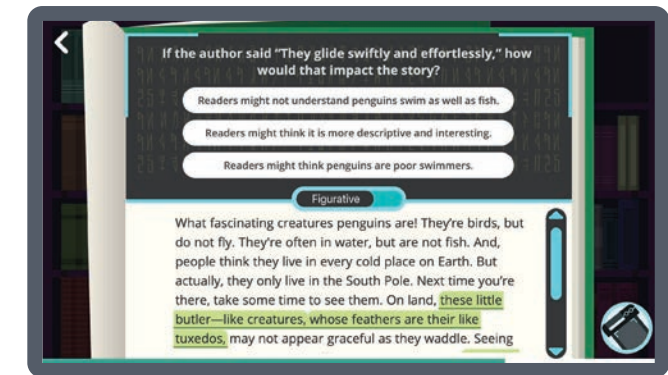 If the author said “They glide swiftly and effortlessly,” how
would that impact the story?
Readers might not understand penguins swim as well as fish.
Readers might think it is more descriptive and interesting.
Readers might think penguins are poor swimmers.
Figurative
What fascinating creatures penguins are! They’re birds, but
do not fly. They’re often in water, but are not fish. And,
people think they live in every cold place on Earth. But
actually, they only live in the South Pole. Next time you’re
there, take some time to see them. On land, these little
butler—like creatures, whose feathers are their like
tuxedos, may not appear graceful as they waddle. Seeing